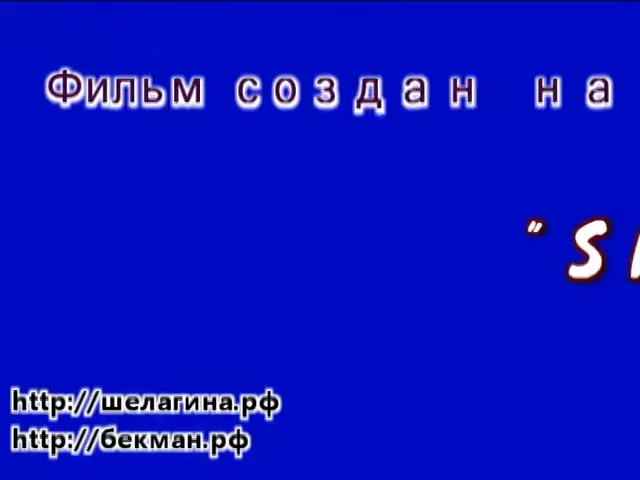 Фильм создан на
"S
http://шелагина.рф
http://бекман.рф